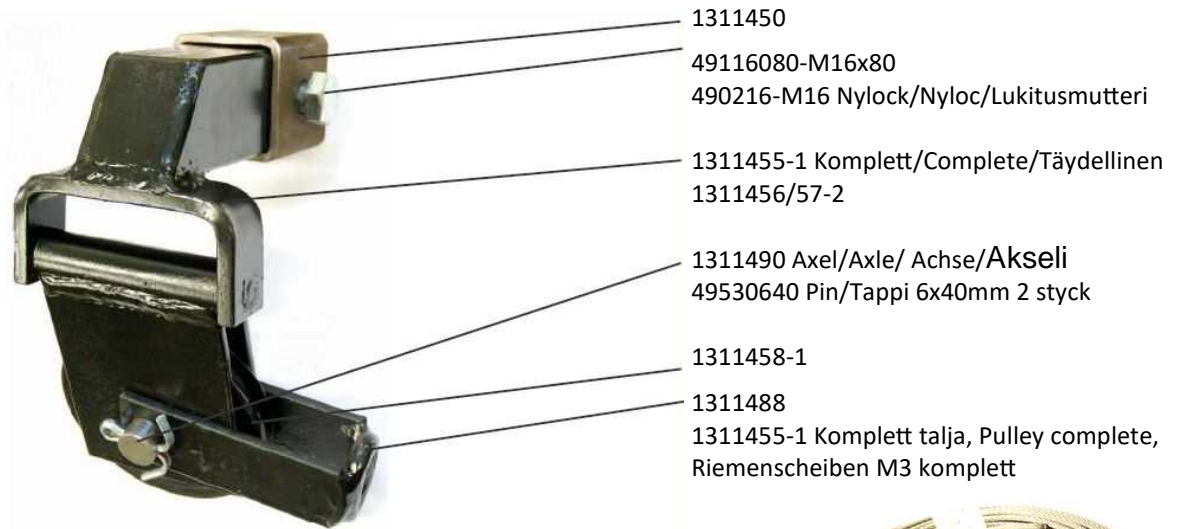 1311450
49116080-M16x80
490216-M16 Nylock/Nyloc/Lukitusmutteri
1311455-1 Komplett/Complete/Täydellinen
1311456/57-2
1311490 Axel/Axle/ Achse/Akseli
49530640 Pin/Tappi 6x40mm 2 styck
1311458-1
1311488
1311455-1 Komplett talja, Pulley complete,
Riemenscheiben M3 komplett